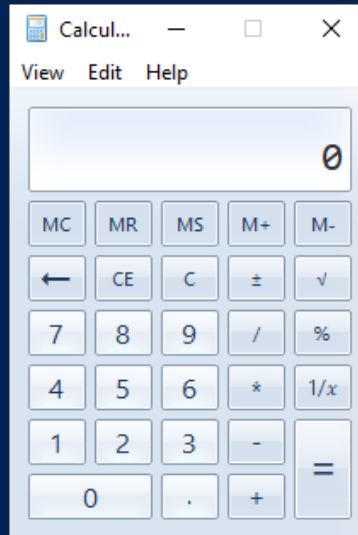 Calcul...
View Edit Help
0
MC MR MS M+ M-
← CE C ± √
7 8 9 / %
4 5 6 * 1/x
1 2 3 - =
0 . +